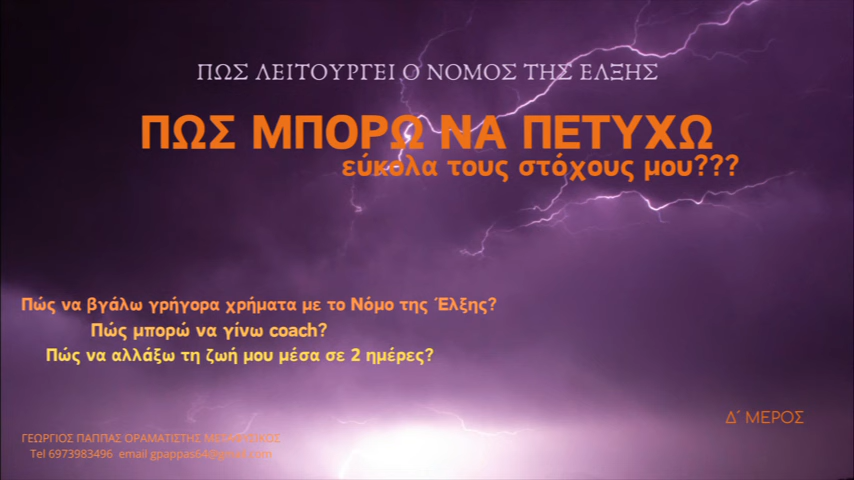 ΠΩΣ ΛΕΙΤΟΥΡΓΕΙ Ο ΝΟΜΟΣ ΤΗΣ ΕΛΞΗΣ
ΠΩΣ ΜΠΟΡΩ ΝΑ ΠΕΤΥΧΩ
εύκολα τους στόχους μου???
Πώς να βγάλω γρήγορα χρήματα με το Νόμο της Έλξης?
Πώς μπορώ να γίνω coach?
Πώς να αλλάξω τη ζωή μου μέσα σε 2 ημέρες?
Δ΄ ΜΕΡΟΣ
ΓΕΩΡΓΙΟΣ ΠΑΠΠΑΣ ΟΡΑΜΑΤΙΣΤΗΣ
Tel 6973983496 email gpappas64@gmail.com